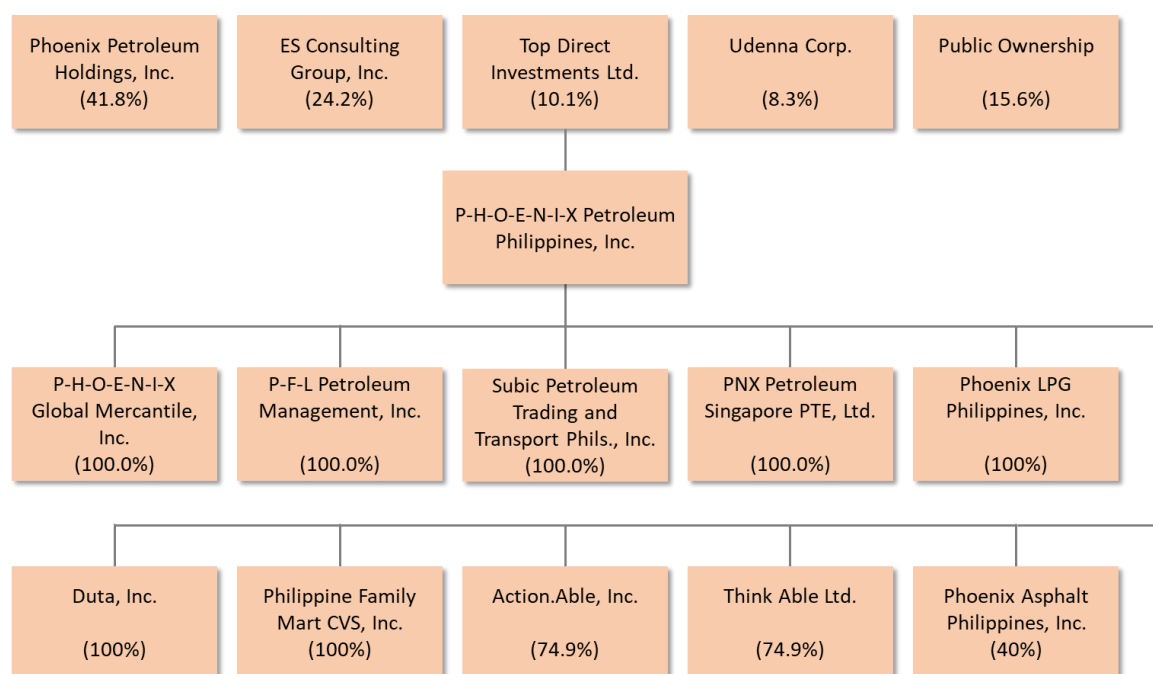 Phoenix Petroleum
Holdings, Inc.
(41.8%)
ES Consulting
Group, Inc.
(24.2%)
Top Direct
Investments Ltd.
(10.1%)
Udenna Corp.
(8.3%)
Public Ownership
(15.6%)
P-H-O-E-N-I-X Petroleum
Philippines, Inc.
P-H-O-E-N-I-X
Global Mercantile,
Inc.
(100.0%)
P-F-L Petroleum
Management, Inc.
(100.0%)
Subic Petroleum
Trading and
Transport Phils., Inc.
(100.0%)
PNX Petroleum
Singapore PTE, Ltd.
(100.0%)
Phoenix LPG
Philippines, Inc.
(100%)
Duta, Inc.
(100%)
Philippine Family
Mart CVS, Inc.
(100%)
Action.Able, Inc.
(74.9%)
Think Able Ltd.
(74.9%)
Phoenix Asphalt
Philippines, Inc.
(40%)